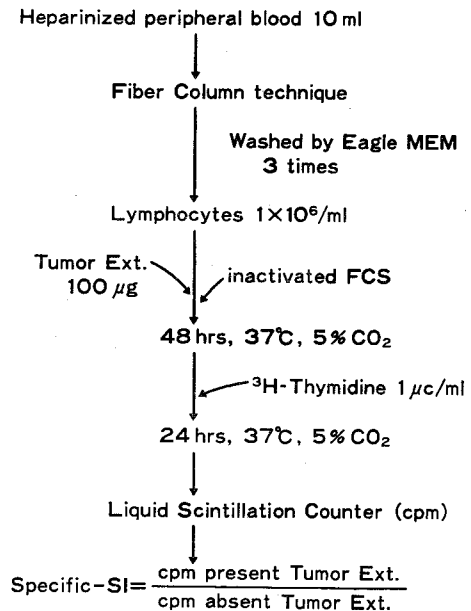 Heparinized peripheral blood 10 ml
Fiber Column technique
Washed by Eagle MEM
3 times
Lymphocytes 1×10⁶/ml
Tumor Ext.
100 μg
inactivated FCS
48 hrs, 37℃, 5% CO₂
³H-Thymidine 1 μc/ml
24 hrs, 37℃, 5% CO₂
Liquid Scintillation Counter (cpm)
Specific-SI= cpm present Tumor Ext.
cpm absent Tumor Ext.